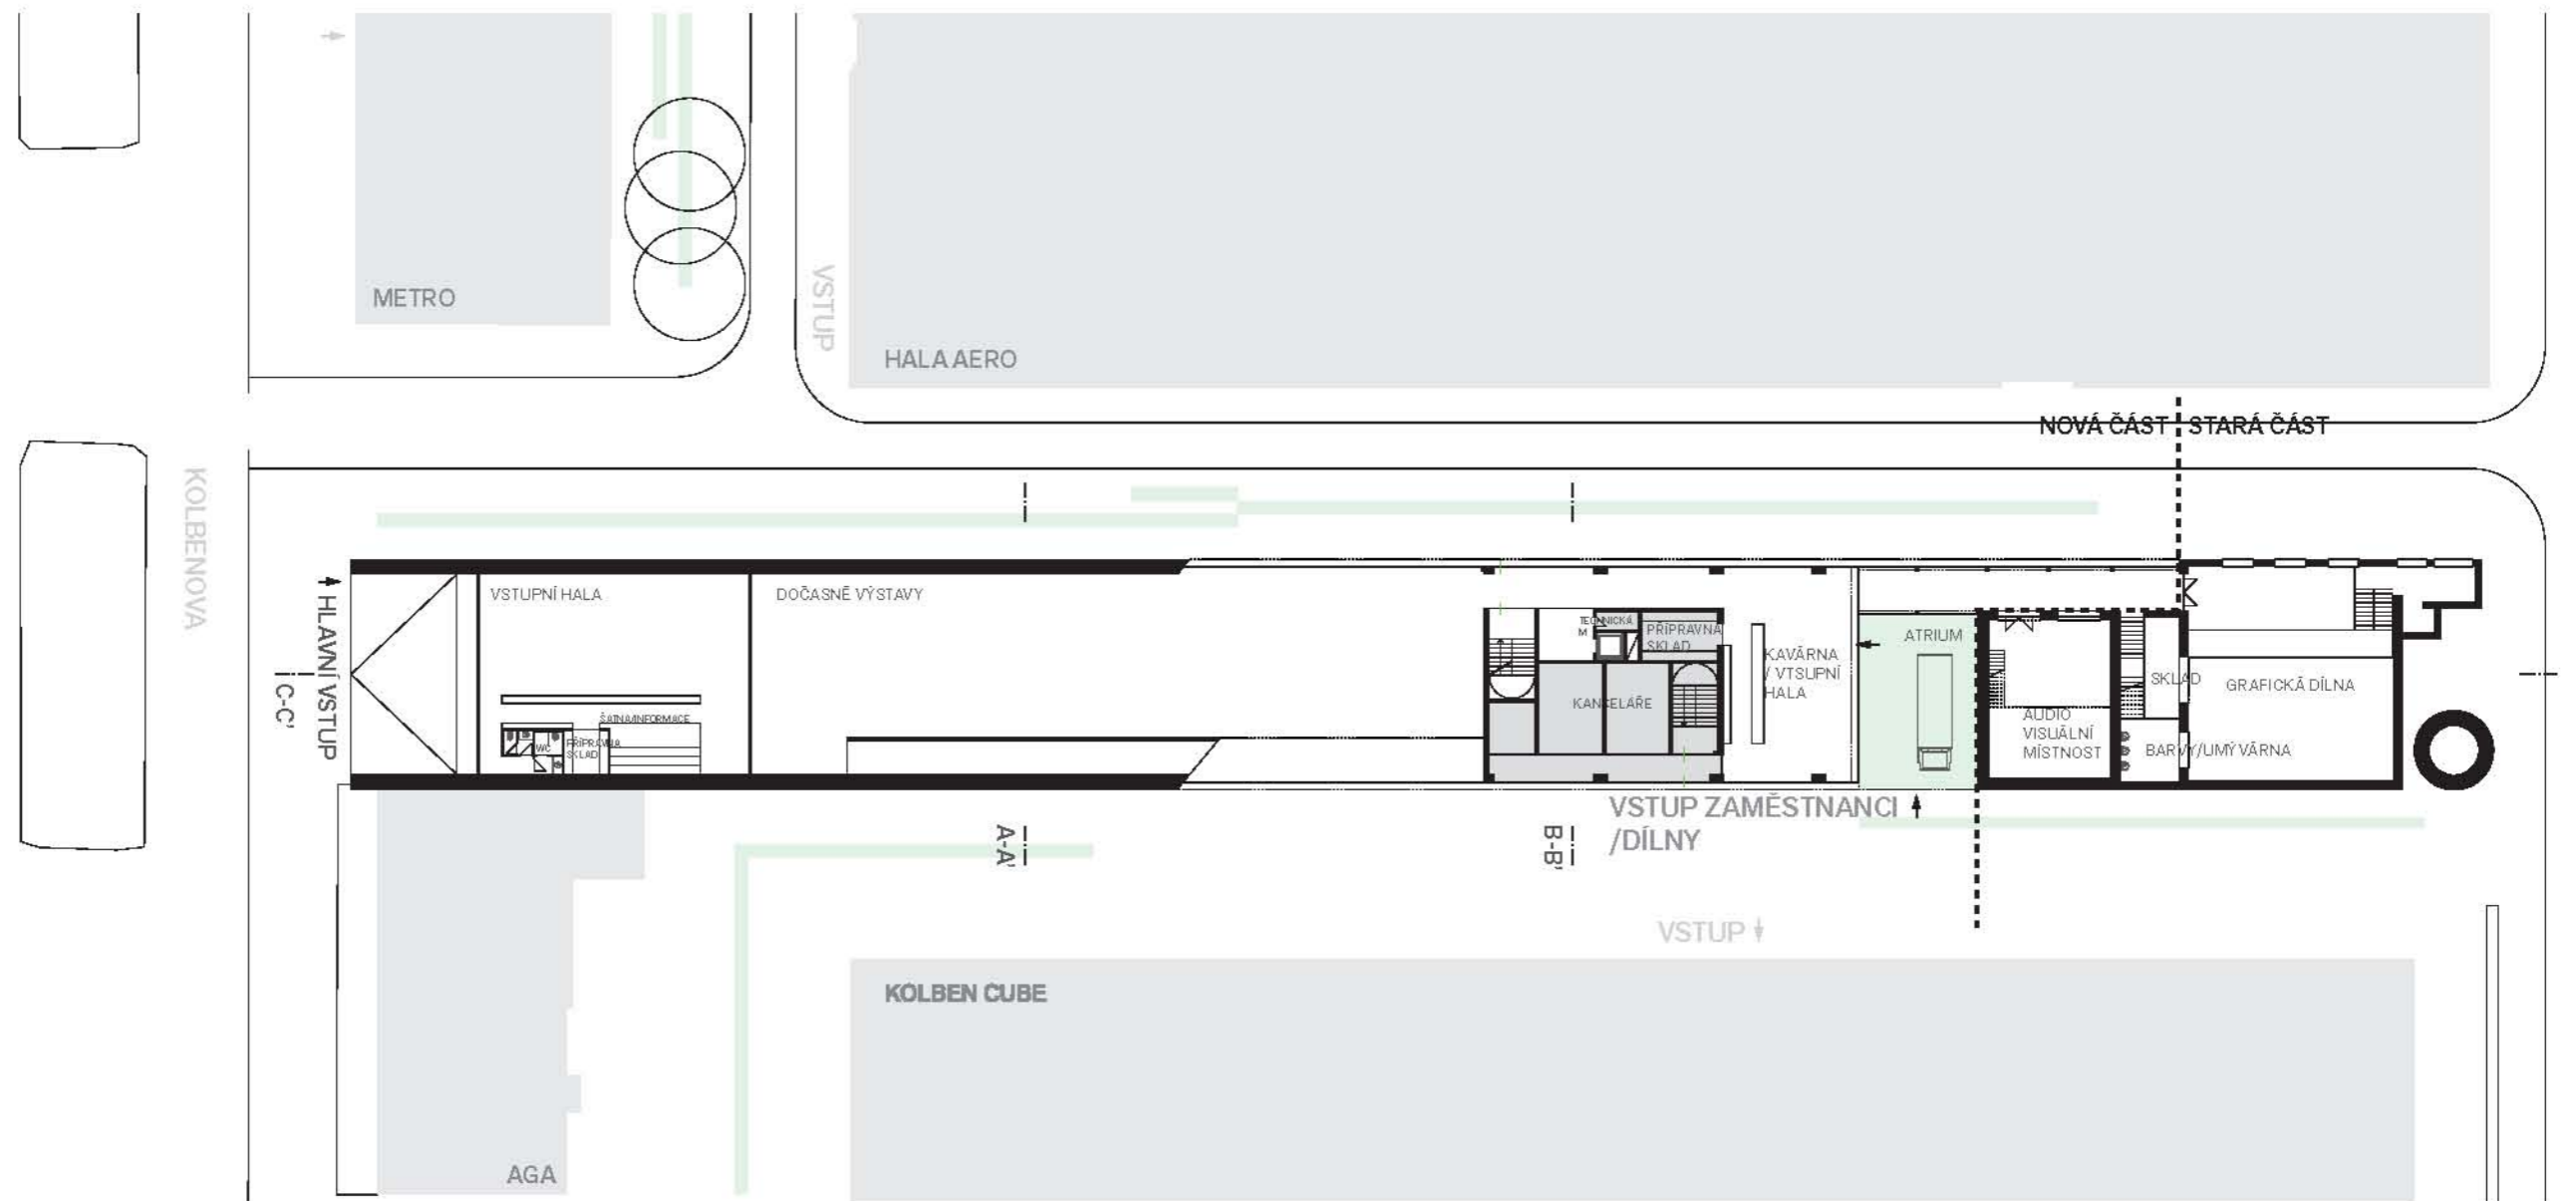 METRO
VSTUP
HALA AERO
NOVÁ ČÁST
STARÁ ČÁST
KOLBENOVA
HLAVNÍ VSTUP
C-C'
VSTUPNÍ HALA
DOČASNÉ VÝSTAVY
ŠATNA/INFORMACE
WC
PŘÍPRAVNA
SKLAD
TECHNICKÁ
M
PŘÍPRAVNA
SKLAD
KANCELÁŘE
KAVÁRNA
/ VTSUPNÍ
HALA
ATRIUM
AUDIO
VISUÁLNÍ
MÍSTNOST
SKLAD
GRAFICKÁ DÍLNA
BARVY/UMÝVÁRNA
A-A'
B-B'
VSTUP ZAMĚSTNANCI
/DÍLNY
VSTUP
KOLBEN CUBE
AGA